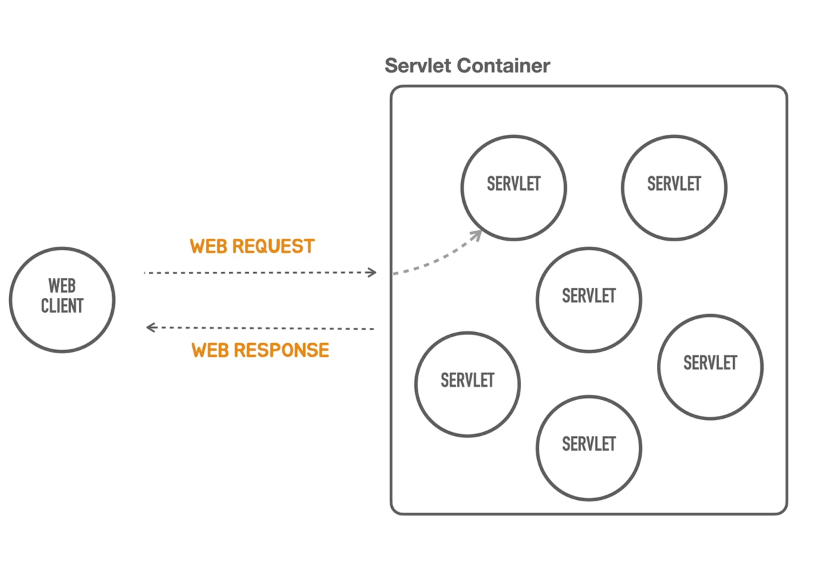 Servlet Container
SERVLET
SERVLET
WEB REQUEST
WEB
CLIENT
SERVLET
WEB RESPONSE
SERVLET
SERVLET
SERVLET